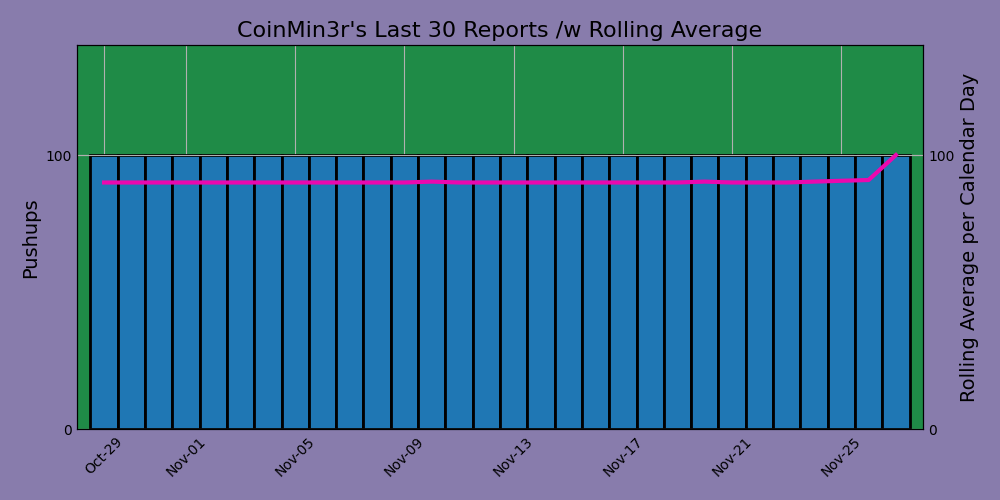 CoinMin3r's Last 30 Reports /w Rolling Average
Pushups
100
0
100
0
Rolling Average per Calendar Day
Oct-29
Nov-01
Nov-05
Nov-09
Nov-13
Nov-17
Nov-21
Nov-25